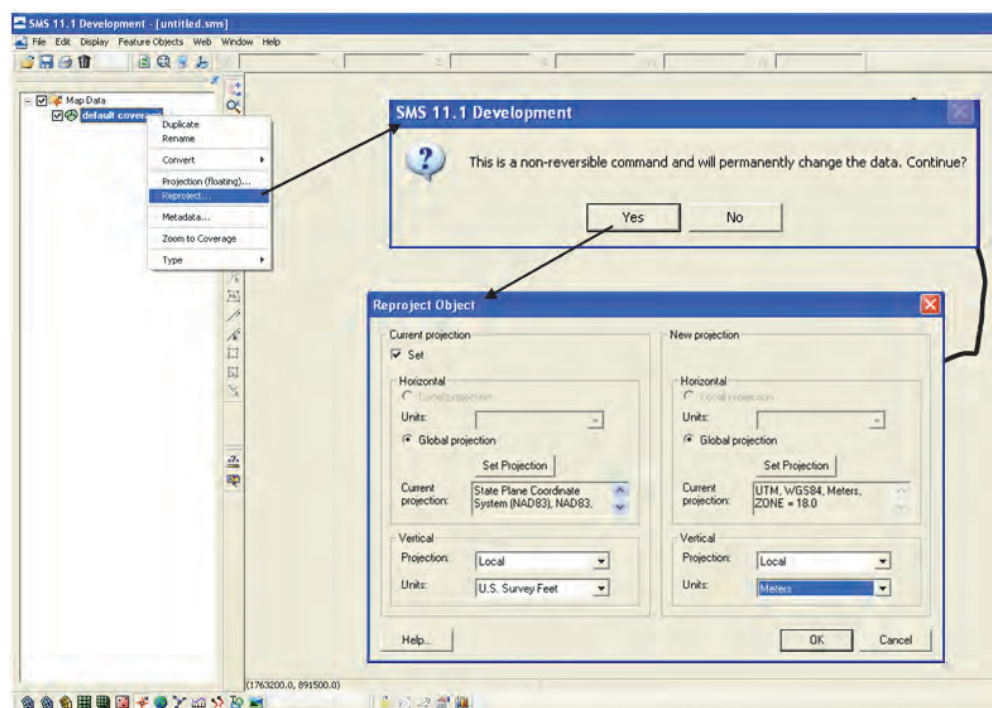 SMS 11.1 Development - [untitled.sms]
File Edit Display Feature Objects Web Window Help
Map Data
default coverage
Duplicate
Rename
Convert
Projection (floating)...
Reproject...
Metadata...
Zoom to Coverage
Type
SMS 11.1 Development
This is a non-reversible command and will permanently change the data. Continue?
Yes No
Reproject Object
Current projection
Set
Horizontal
Local projection
Units:
Global projection
Set Projection
Current projection:
State Plane Coordinate
System (NAD83), NAD83,
Vertical
Projection: Local
Units: U.S. Survey Feet
New projection
Horizontal
Local projection
Units:
Global projection
Set Projection
Current projection:
UTM, WGS84, Meters,
ZONE = 18.0
Vertical
Projection: Local
Units: Meters
Help... OK Cancel
(1763200.0, 891500.0)